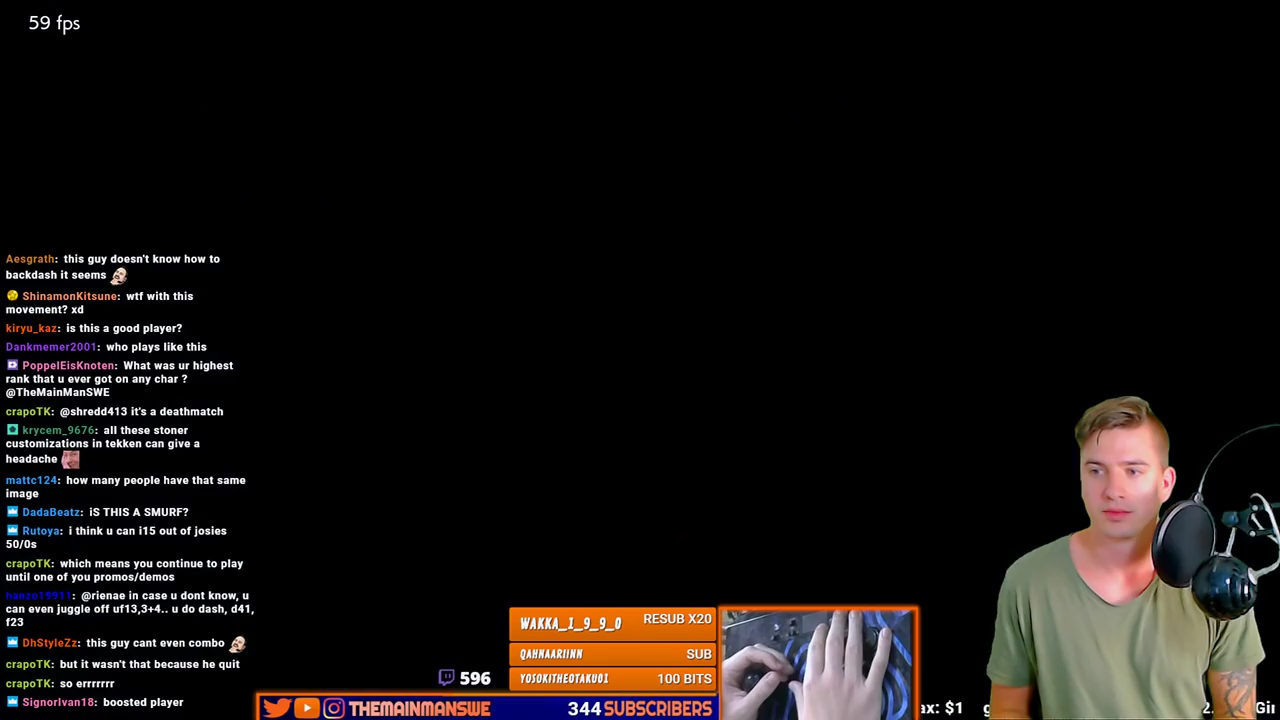 59 fps
Aesgrath: this guy doesn't know how to
backdash it seems
ShinamonKitsune: wtf with this
movement? xd
kiryu_kaz: is this a good player?
Dankmemer2001: who plays like this
PoppelEisKnoten: What was ur highest
rank that u ever got on any char ?
@TheMainManSWE
crapoTK: @shredd413 it's a deathmatch
krycem_9676: all these stoner
customizations in tekken can give a
headache
mattc124: how many people have that same
image
DadaBeatz: iS THIS A SMURF?
Rutoya: i think u can i15 out of josies
50/0s
crapoTK: which means you continue to play
until one of you promos/demos
hanzo19911: @rienae in case u dont know, u
can even juggle off uf13,3+4.. u do dash, d41,
f23
DhStyleZz: this guy cant even combo
crapoTK: but it wasn't that because he quit
crapoTK: so errrrrrr
SignorIvan18: boosted player
WAKKA_1_9_9_0 RESUB X20
QAHNAARIINN SUB
YOSOKITHEOTAKU01 100 BITS
596
THEMAINMANSWE 344 SUBSCRIBERS
ax: $1